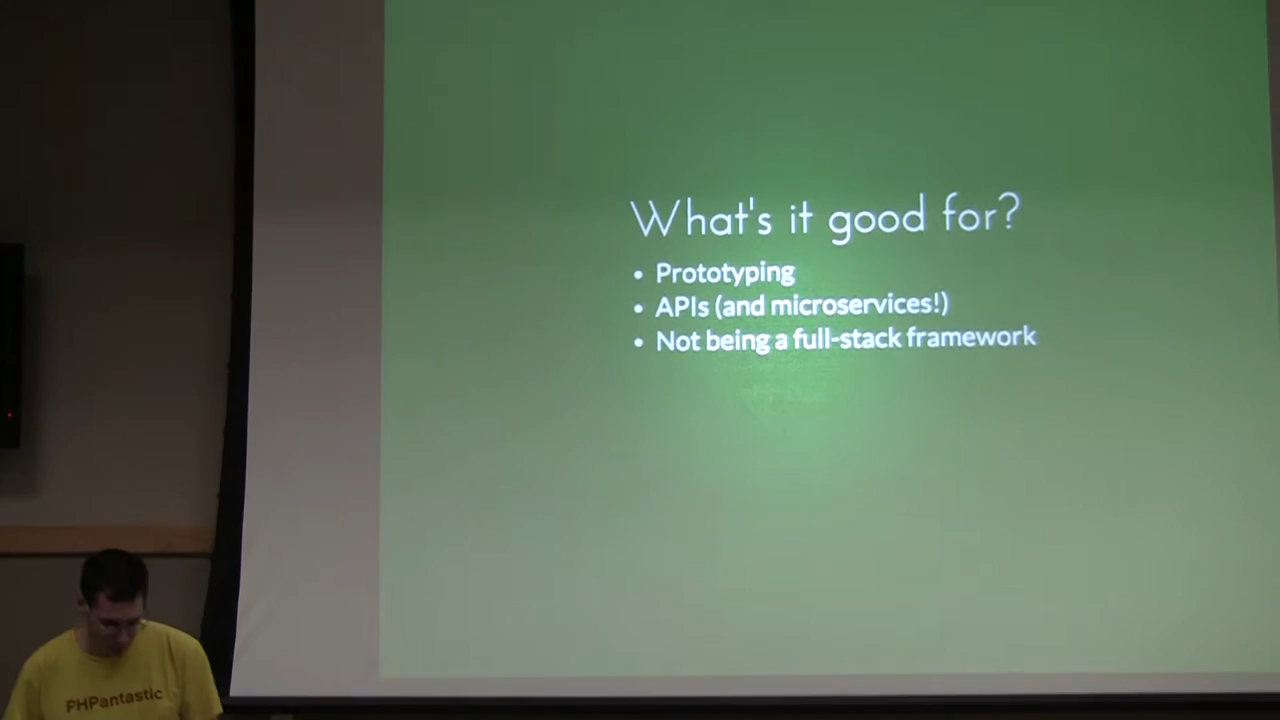 What's it good for?
• Prototyping
• APIs (and microservices!)
• Not being a full-stack framework
PHPantastic